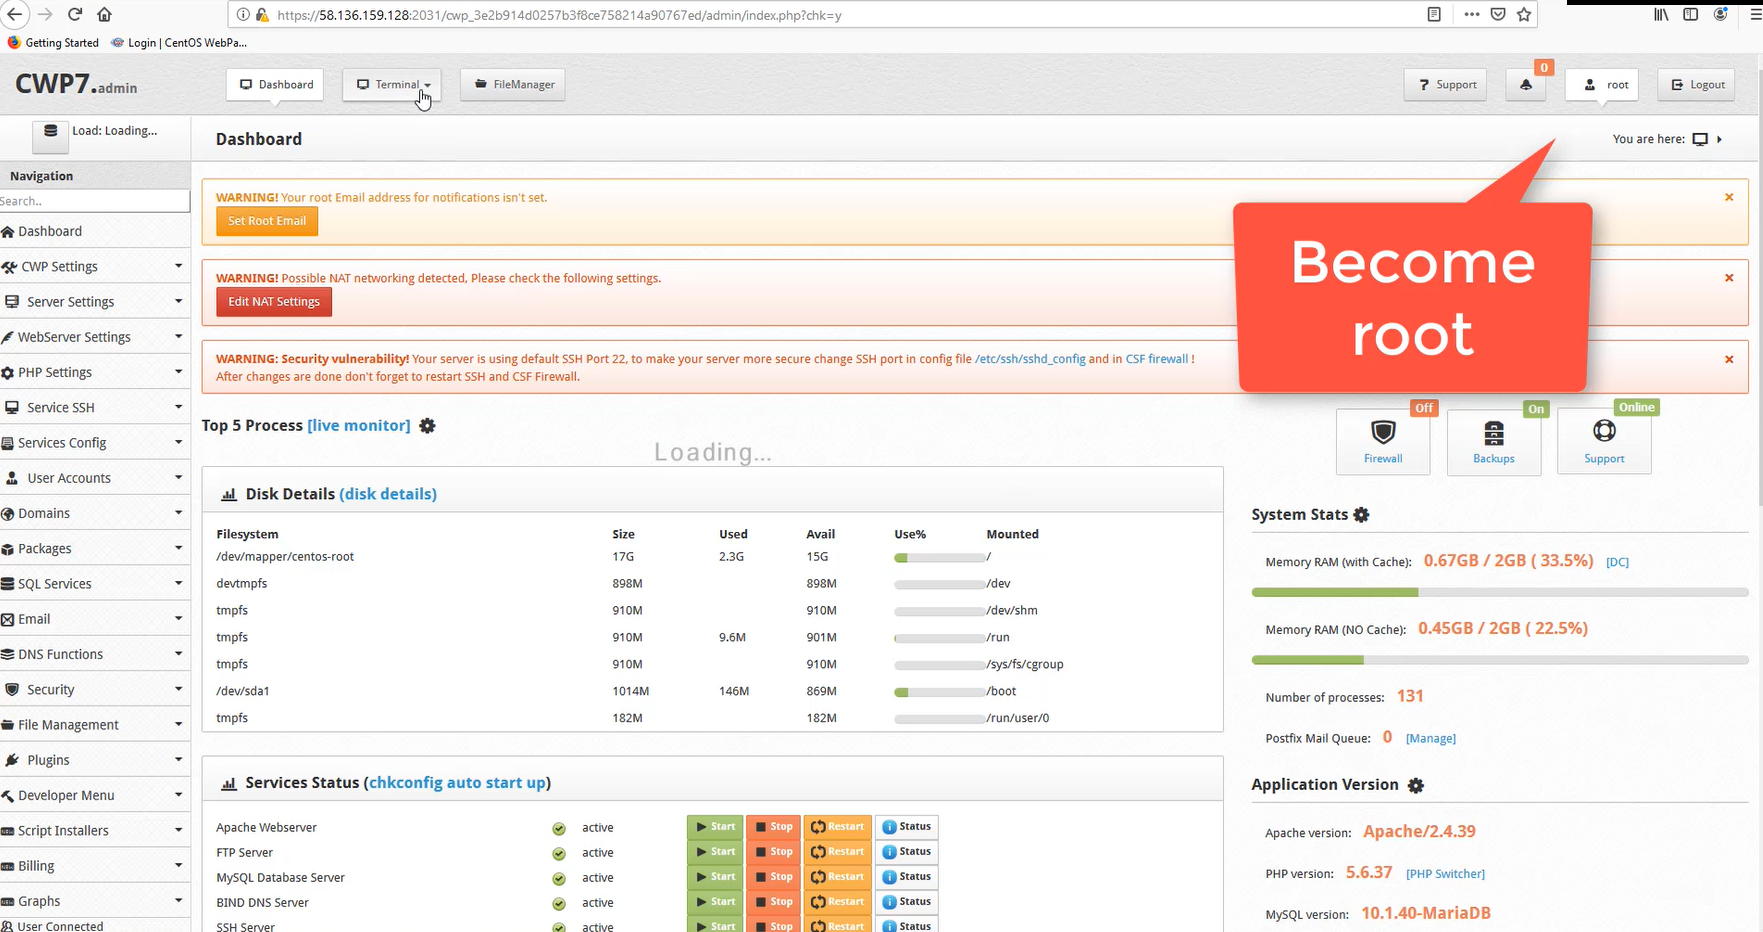 https://58.136.159.128:2031/cwp_3e2b914d0257b3f8ce758214a90767ed/admin/index.php?chk=y
Getting Started
Login | CentOS WebPa...
CWP7.admin
Dashboard
Terminal
FileManager
? Support
0
root
Logout
Load: Loading...
Dashboard
You are here:
Navigation
Search..
Dashboard
CWP Settings
Server Settings
WebServer Settings
PHP Settings
Service SSH
Services Config
User Accounts
Domains
Packages
SQL Services
Email
DNS Functions
Security
File Management
Plugins
Developer Menu
Script Installers
Billing
Graphs
User Connected
WARNING! Your root Email address for notifications isn't set.
Set Root Email
WARNING! Possible NAT networking detected, Please check the following settings.
Edit NAT Settings
WARNING: Security vulnerability! Your server is using default SSH Port 22, to make your server more secure change SSH port in config file /etc/ssh/sshd_config and in CSF firewall !
After changes are done don't forget to restart SSH and CSF Firewall.
Become
root
Top 5 Process [live monitor]
Loading...
Disk Details (disk details)
Filesystem Size Used Avail Use% Mounted
/dev/mapper/centos-root 17G 2.3G 15G /
devtmpfs 898M 898M /dev
tmpfs 910M 910M /dev/shm
tmpfs 910M 9.6M 901M /run
tmpfs 910M 910M /sys/fs/cgroup
/dev/sda1 1014M 146M 869M /boot
tmpfs 182M 182M /run/user/0
Services Status (chkconfig auto start up)
Apache Webserver active Start Stop Restart Status
FTP Server active Start Stop Restart Status
MySQL Database Server active Start Stop Restart Status
BIND DNS Server active Start Stop Restart Status
SSH Server active Start Stop Restart Status
Off
Firewall
On
Backups
Online
Support
System Stats
Memory RAM (with Cache): 0.67GB / 2GB ( 33.5%) [DC]
Memory RAM (NO Cache): 0.45GB / 2GB ( 22.5%)
Number of processes: 131
Postfix Mail Queue: 0 [Manage]
Application Version
Apache version: Apache/2.4.39
PHP version: 5.6.37 [PHP Switcher]
MySQL version: 10.1.40-MariaDB